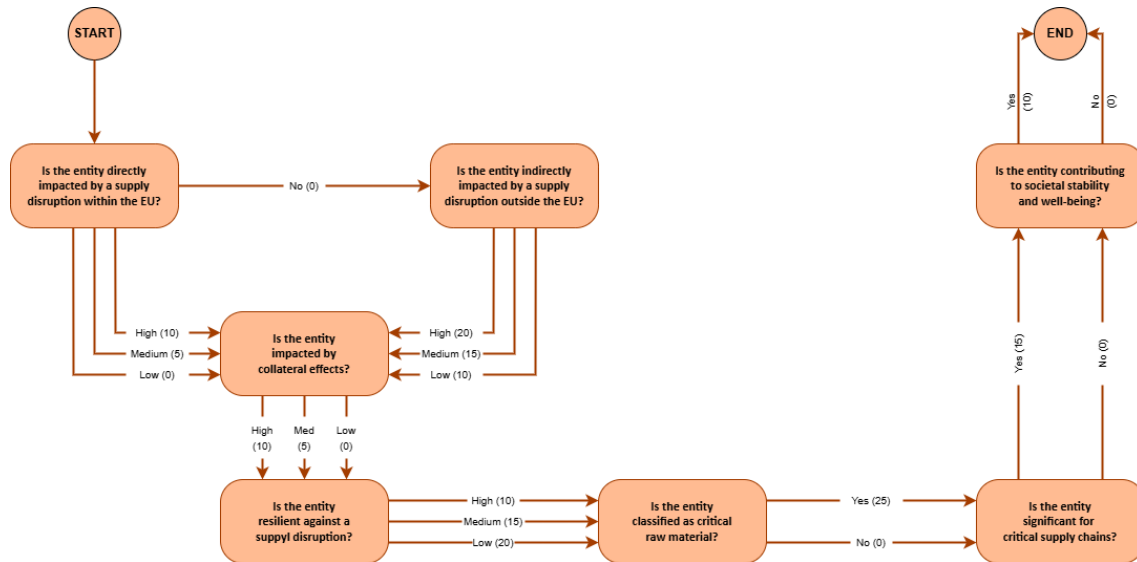 START
END
Yes
(10)
No
(0)
Is the entity directly
impacted by a supply
disruption within the EU?
No (0)
Is the entity indirectly
impacted by a supply
disruption outside the EU?
Is the entity contributing
to societal stability
and well-being?
High (10)
Medium (5)
Low (0)
Is the entity
impacted by
collateral effects?
High (20)
Medium (15)
Low (10)
Yes (15)
No (0)
High
(10)
Med
(5)
Low
(0)
Is the entity
resilient against a
suppyl disruption?
High (10)
Medium (15)
Low (20)
Is the entity
classified as critical
raw material?
Yes (25)
No (0)
Is the entity
significant for
critical supply chains?